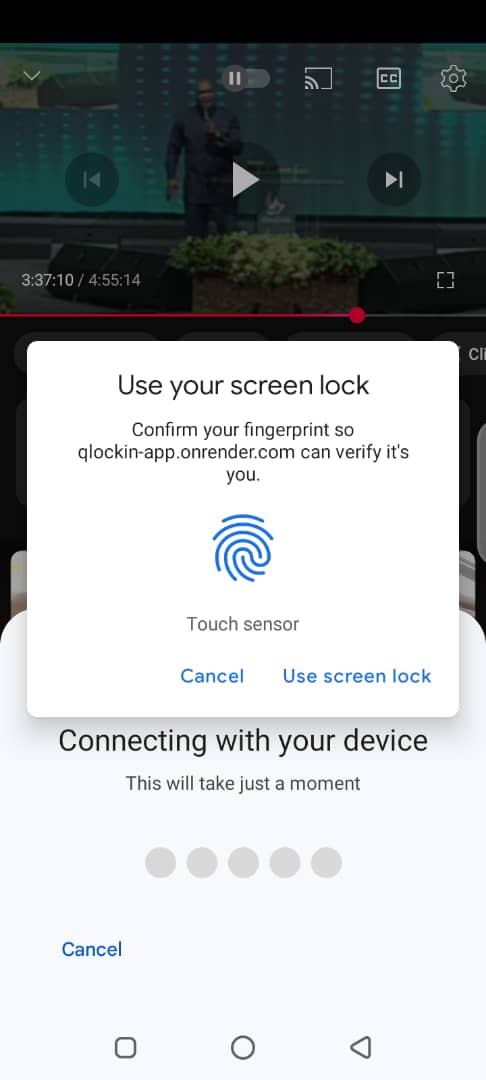 CC
3:37:10 / 4:55:14
Cli
Use your screen lock
Confirm your fingerprint so
qlockin-app.onrender.com can verify it's
you.
Touch sensor
Cancel
Use screen lock
Connecting with your device
This will take just a moment
Cancel